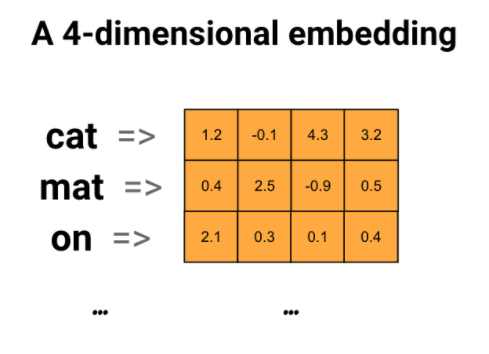 A 4-dimensional embedding
cat => 1.2 -0.1 4.3 3.2
mat => 0.4 2.5 -0.9 0.5
on => 2.1 0.3 0.1 0.4
... ...